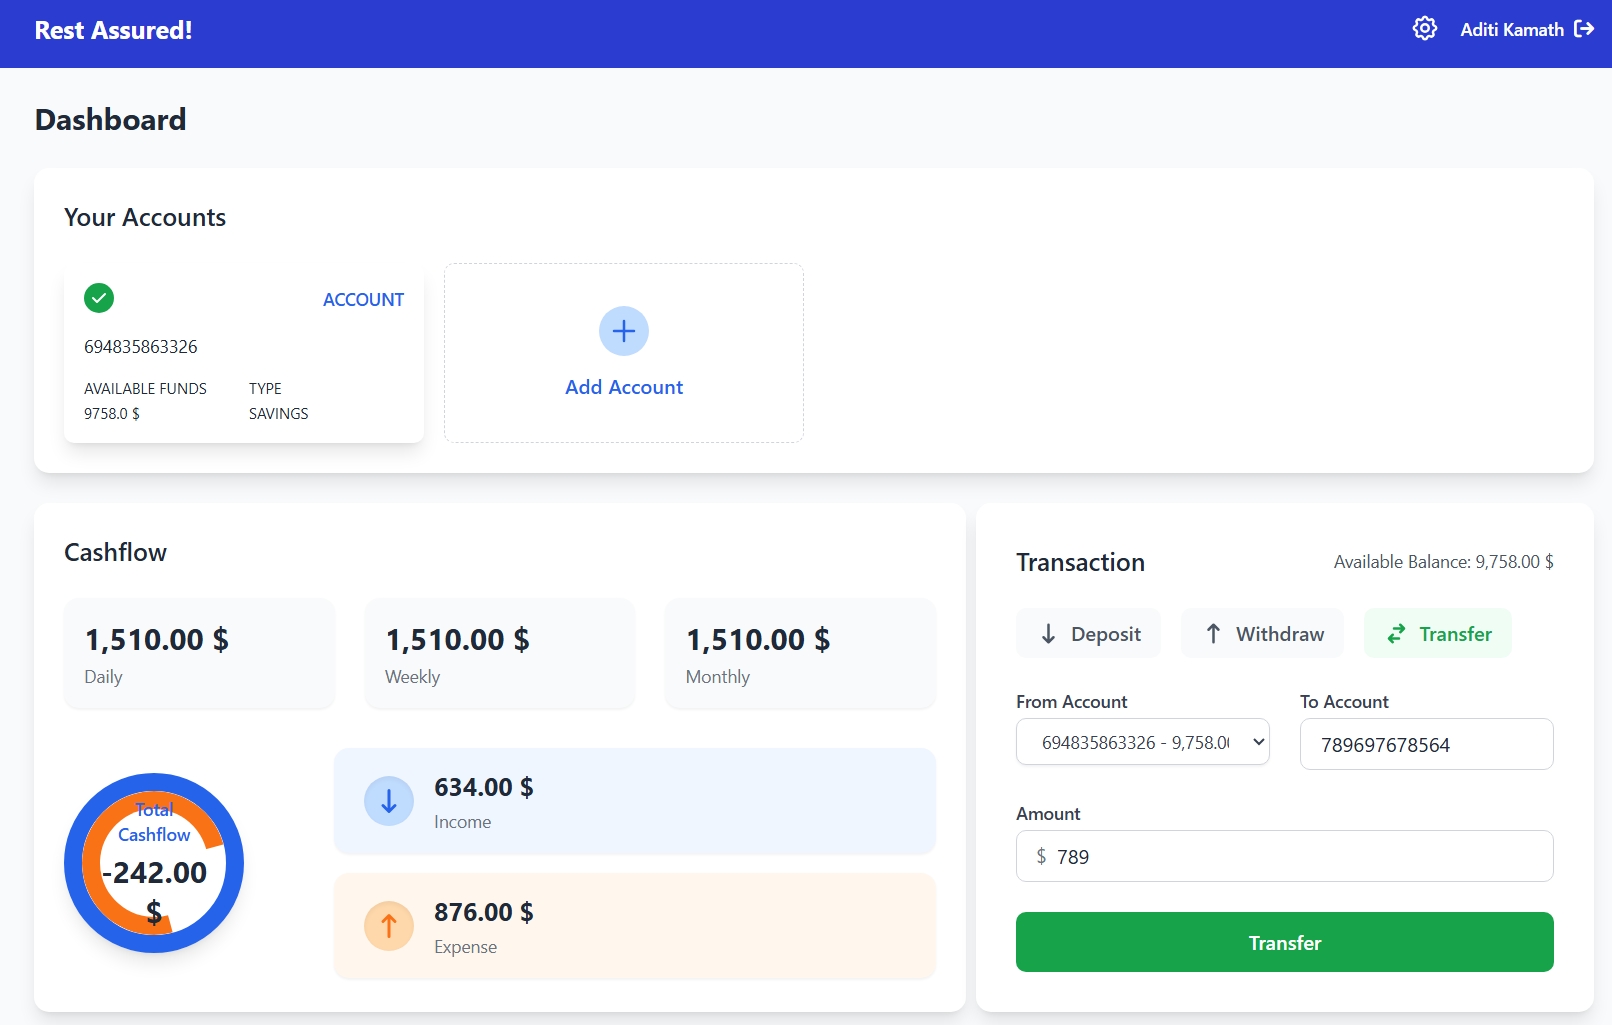 Rest Assured!
Aditi Kamath
Dashboard
Your Accounts
ACCOUNT
694835863326
AVAILABLE FUNDS TYPE
9758.0 $ SAVINGS
Add Account
Cashflow
1,510.00 $
Daily
1,510.00 $
Weekly
1,510.00 $
Monthly
Total
Cashflow
-242.00
$
634.00 $
Income
876.00 $
Expense
Transaction
Available Balance: 9,758.00 $
Deposit Withdraw Transfer
From Account To Account
694835863326 - 9,758.0 789697678564
Amount
$ 789
Transfer